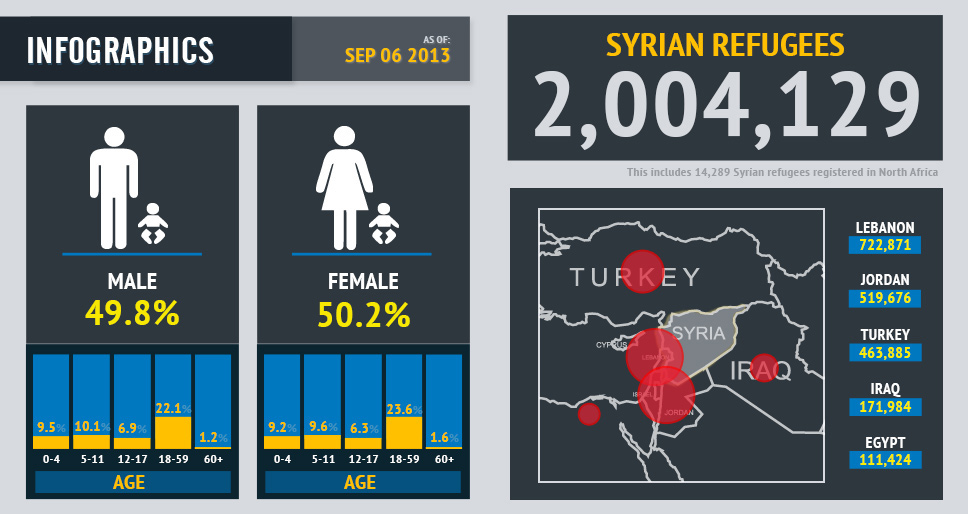 INFOGRAPHICS
AS OF:
SEP 06 2013
MALE
49.8%
9.5% 10.1% 6.9% 22.1% 1.2%
0-4 5-11 12-17 18-59 60+
AGE
FEMALE
50.2%
9.2% 9.6% 6.3% 23.6% 1.6%
0-4 5-11 12-17 18-59 60+
AGE
SYRIAN REFUGEES
2,004,129
This includes 14,289 Syrian refugees registered in North Africa
TURKEY
SYRIA
CYPRUS
LEBANON
IRAQ
JORDAN
LEBANON
722,871
JORDAN
519,676
TURKEY
463,885
IRAQ
171,984
EGYPT
111,424